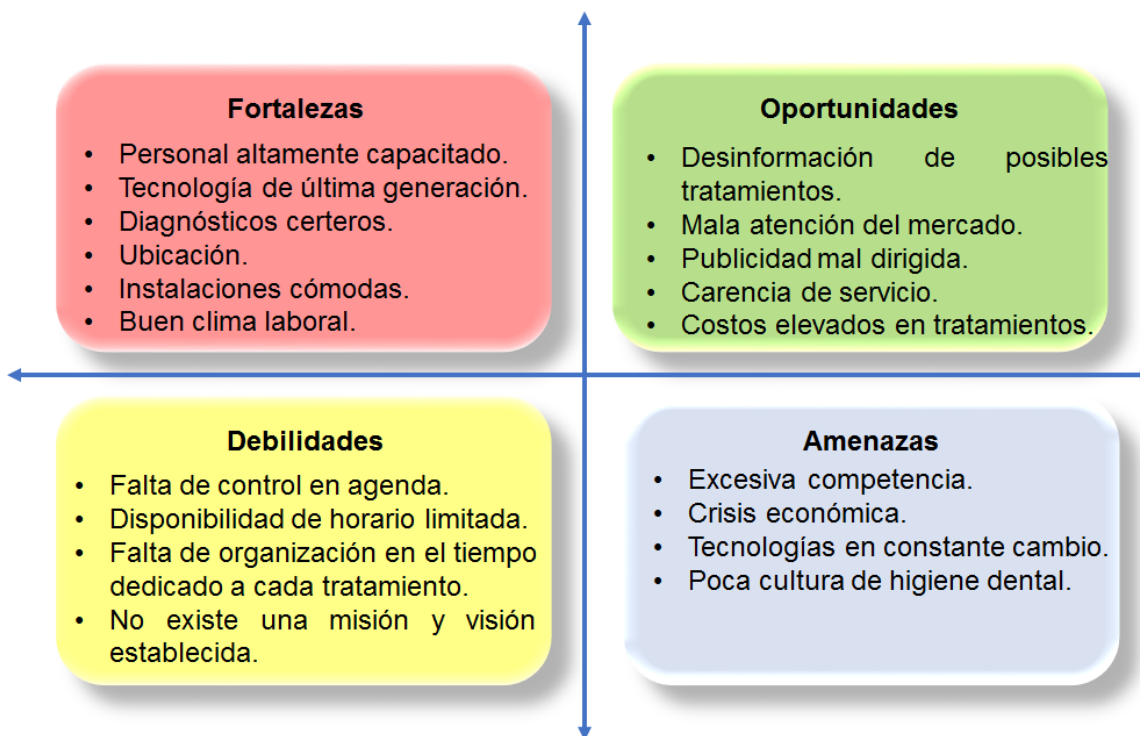 Fortalezas
• Personal altamente capacitado.
• Tecnología de última generación.
• Diagnósticos certeros.
• Ubicación.
• Instalaciones cómodas.
• Buen clima laboral.
Oportunidades
• Desinformación de posibles
tratamientos.
• Mala atención del mercado.
• Publicidad mal dirigida.
• Carencia de servicio.
• Costos elevados en tratamientos.
Debilidades
• Falta de control en agenda.
• Disponibilidad de horario limitada.
• Falta de organización en el tiempo
dedicado a cada tratamiento.
• No existe una misión y visión
establecida.
Amenazas
• Excesiva competencia.
• Crisis económica.
• Tecnologías en constante cambio.
• Poca cultura de higiene dental.